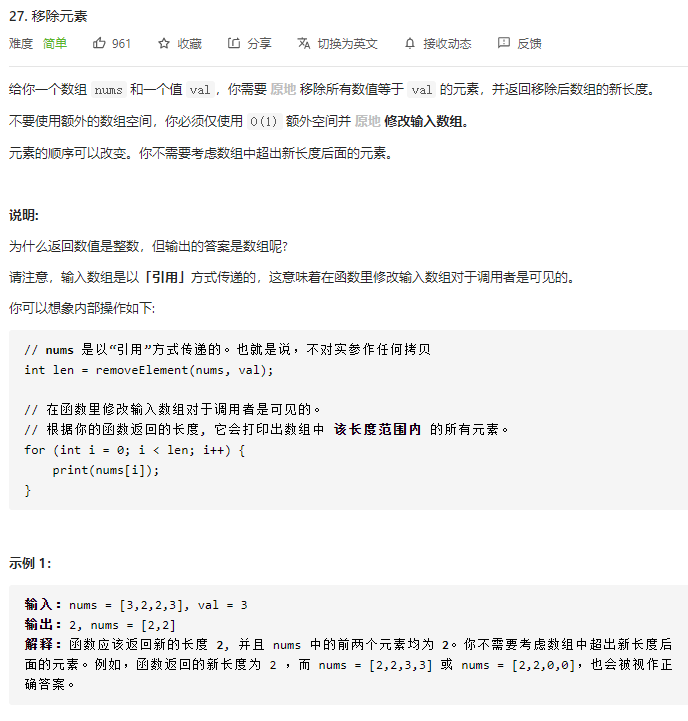 27. 移除元素
难度 简单 961 收藏 分享 切换为英文 接收动态 反馈
给你一个数组 nums 和一个值 val，你需要 原地 移除所有数值等于 val 的元素，并返回移除后数组的新长度。
不要使用额外的数组空间，你必须仅使用 O(1) 额外空间并 原地 修改输入数组。
元素的顺序可以改变。你不需要考虑数组中超出新长度后面的元素。
说明:
为什么返回数值是整数，但输出的答案是数组呢?
请注意，输入数组是以「引用」方式传递的，这意味着在函数里修改输入数组对于调用者是可见的。
你可以想象内部操作如下:
// nums 是以“引用”方式传递的。也就是说，不对实参作任何拷贝
int len = removeElement(nums, val);
// 在函数里修改输入数组对于调用者是可见的。
// 根据你的函数返回的长度, 它会打印出数组中 该长度范围内 的所有元素。
for (int i = 0; i < len; i++) {
    print(nums[i]);
}
示例 1：
输入：nums = [3,2,2,3], val = 3
输出：2, nums = [2,2]
解释：函数应该返回新的长度 2, 并且 nums 中的前两个元素均为 2。你不需要考虑数组中超出新长度后
面的元素。例如，函数返回的新长度为 2 ，而 nums = [2,2,3,3] 或 nums = [2,2,0,0]，也会被视作正
确答案。